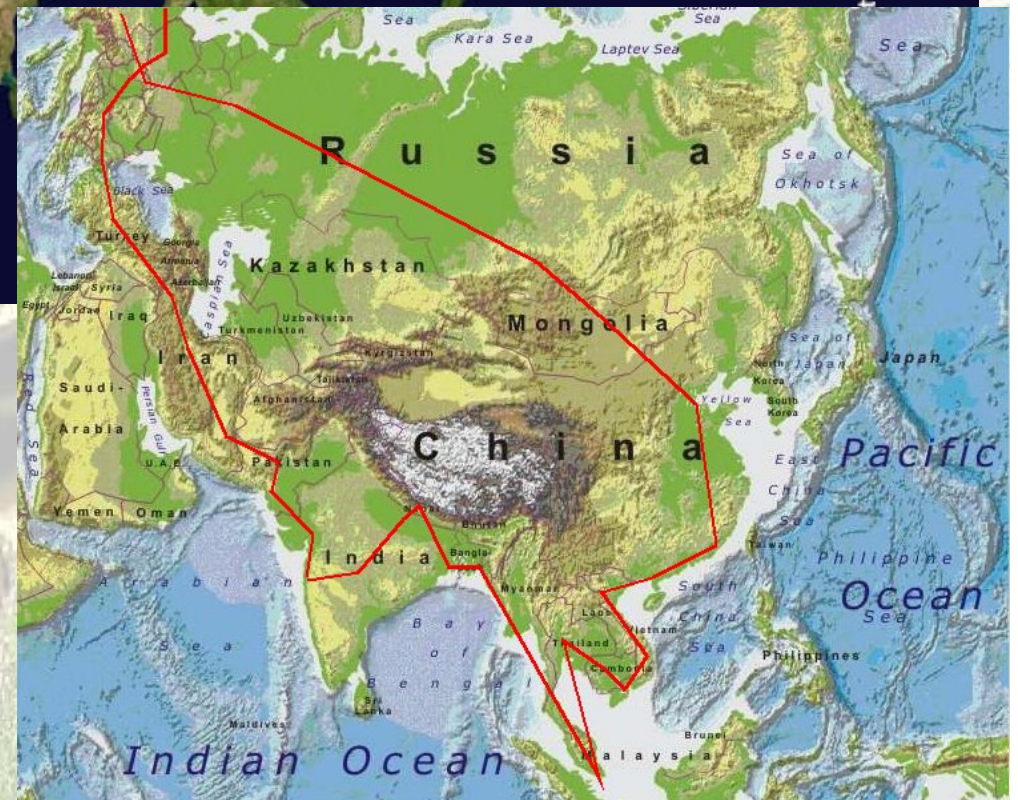 Siberian
Sea
Sea
Kara Sea
Laptev Sea
Sea
Russia
Sea of
Okhotsk
Black Sea
Turkey
Georgia
Armenia
Azerbaijan
Caspian Sea
Kazakhstan
Lebanon
Israel
Syria
Egypt
Jordan
Iraq
Uzbekistan
Turkmenistan
Mongolia
Iran
Kyrgizstan
Tajikistan
Afghanistan
Sea of
Japan
Japan
North
Korea
South
Korea
Yellow
Sea
Red Sea
Saudi-
Arabia
Persian Gulf
U.A.E.
Pakistan
China
Pacific
East
China
Sea
Yemen
Oman
Nepal
Bhutan
Taiwan
India
Bangla-
Philippine
Arabian
Sea
Myanmar
South
China
Sea
Ocean
Sea
Laos
Vietnam
Bay
of
Bengal
Thailand
Cambodia
Philippines
Sri
Lanka
Maldives
Brunei
Malaysia
Indian Ocean